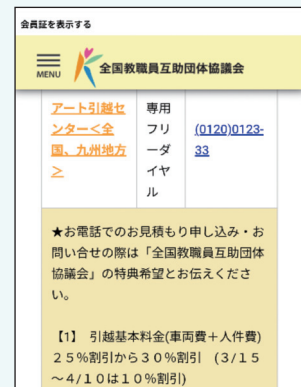 会員証を表示する
MENU
全国教職員互助団体協議会
アート引越セ
ンター<全
国、九州地方
>
専用
フリ
ーダ
イヤ
ル
(0120)0123-
33
★お電話でのお見積もり申し込み・お
問い合せの際は「全国教職員互助団体
協議会」の特典希望とお伝えくださ
い。
【1】 引越基本料金(車両費+人件費)
25%割引から30%割引 (3/15
~4/10は10%割引)